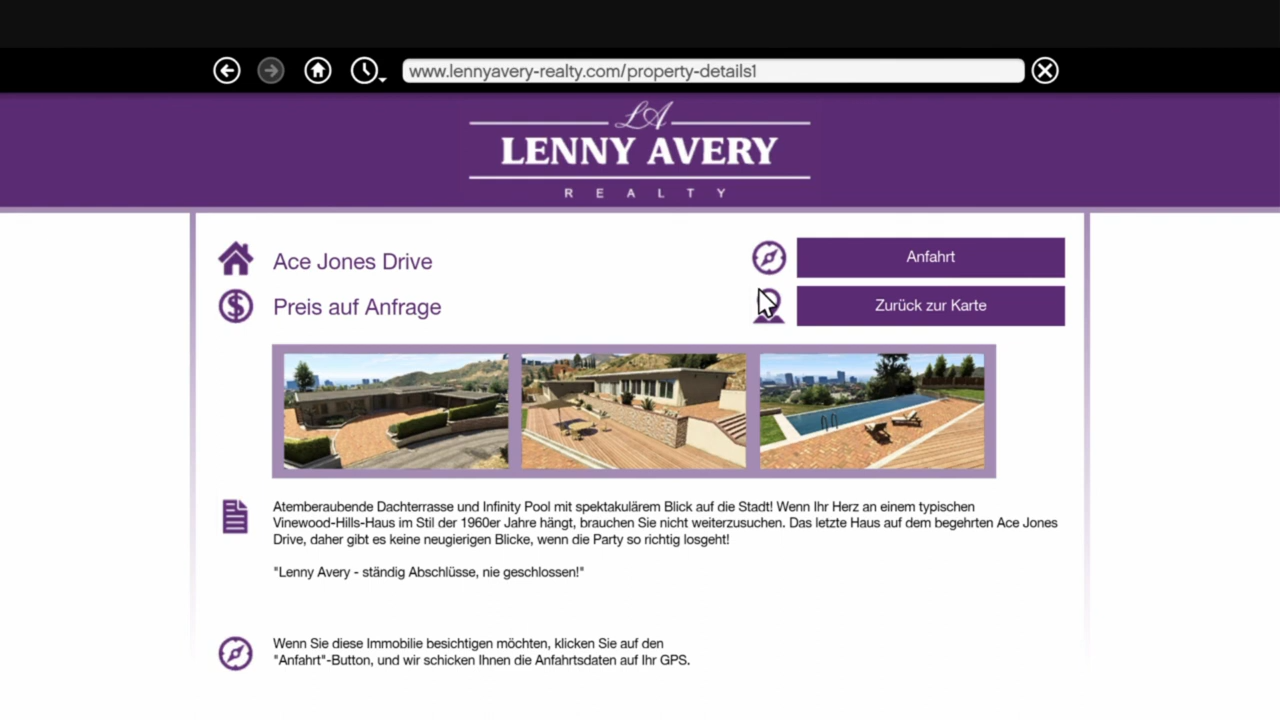 www.lennyavery-realty.com/property-details1
LA
LENNY AVERY
REALTY
Ace Jones Drive
Anfahrt
Preis auf Anfrage
Zurück zur Karte
Atemberaubende Dachterrasse und Infinity Pool mit spektakulärem Blick auf die Stadt! Wenn Ihr Herz an einem typischen
Vinewood-Hills-Haus im Stil der 1960er Jahre hängt, brauchen Sie nicht weiterzusuchen. Das letzte Haus auf dem begehrten Ace Jones
Drive, daher gibt es keine neugierigen Blicke, wenn die Party so richtig losgeht!
"Lenny Avery - ständig Abschlüsse, nie geschlossen!"
Wenn Sie diese Immobilie besichtigen möchten, klicken Sie auf den
"Anfahrt"-Button, und wir schicken Ihnen die Anfahrtsdaten auf Ihr GPS.